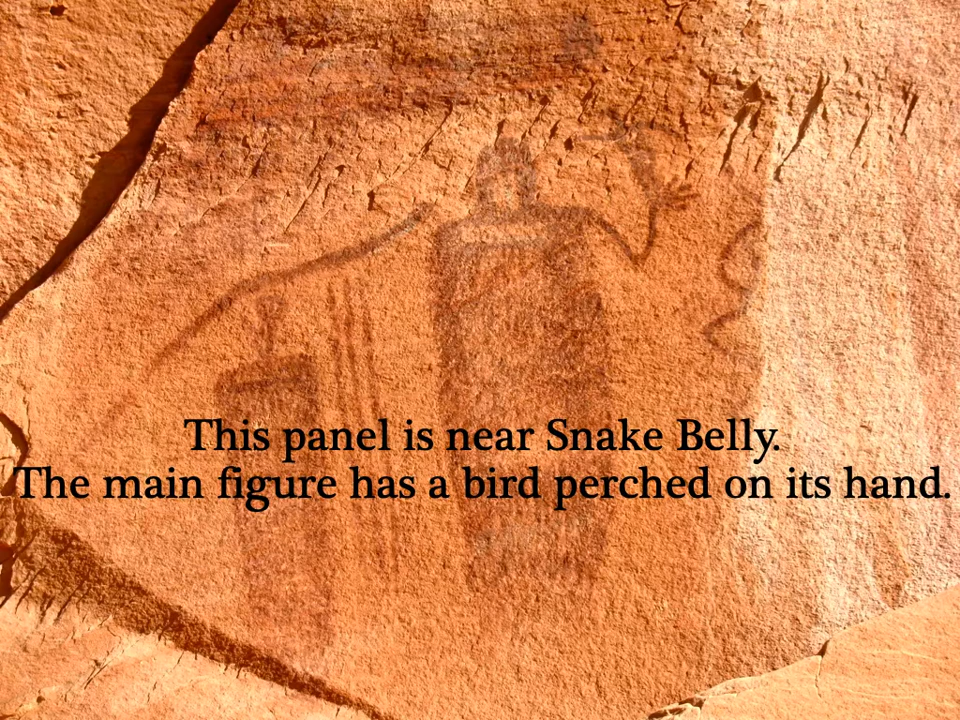 This panel is near Snake Belly.
The main figure has a bird perched on its hand.